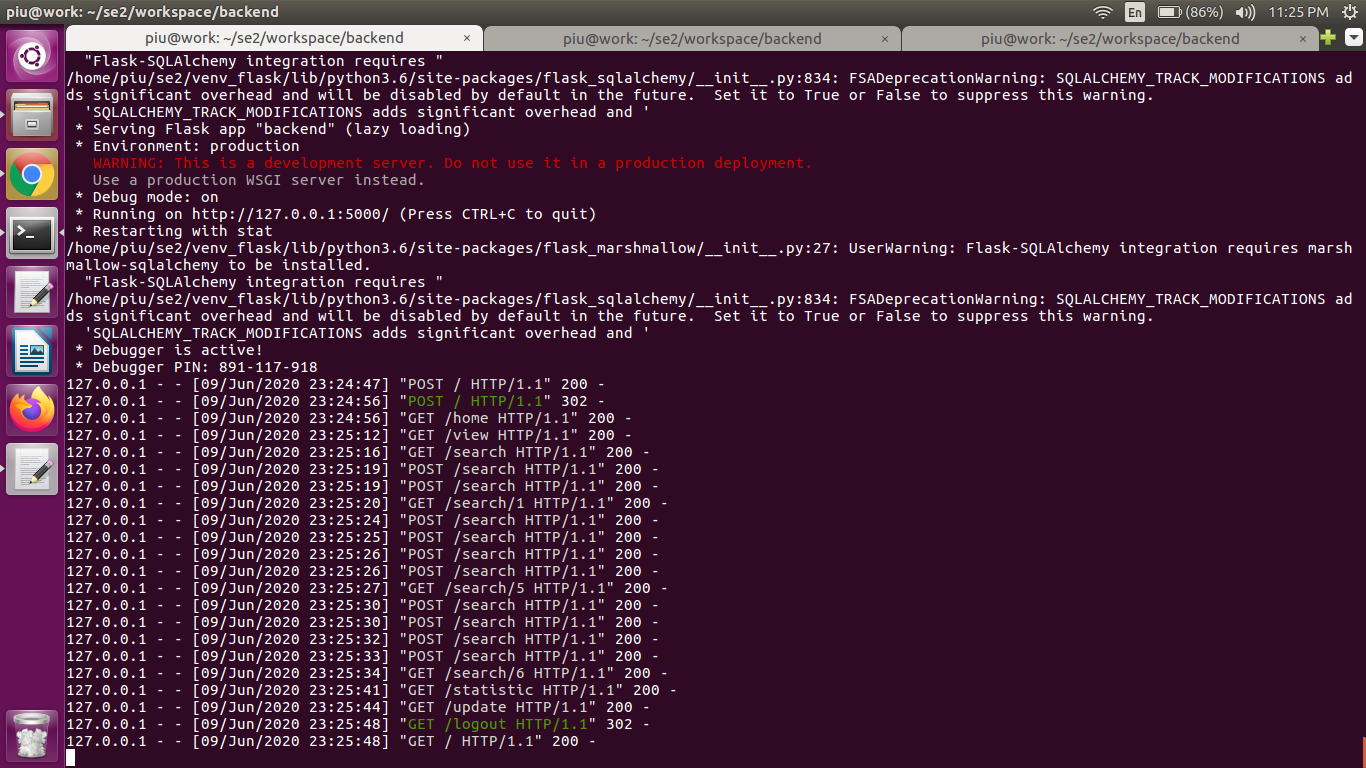 piu@work: ~/se2/workspace/backend
En (86%) 11:25 PM
piu@work: ~/se2/workspace/backend × piu@work: ~/se2/workspace/backend × piu@work: ~/se2/workspace/backend ×
"Flask-SQLAlchemy integration requires "
/home/piu/se2/venv_flask/lib/python3.6/site-packages/flask_sqlalchemy/__init__.py:834: FSADeprecationWarning: SQLALCHEMY_TRACK_MODIFICATIONS ad
ds significant overhead and will be disabled by default in the future.  Set it to True or False to suppress this warning.
'SQLALCHEMY_TRACK_MODIFICATIONS adds significant overhead and '
* Serving Flask app "backend" (lazy loading)
* Environment: production
WARNING: This is a development server. Do not use it in a production deployment.
Use a production WSGI server instead.
* Debug mode: on
* Running on http://127.0.0.1:5000/ (Press CTRL+C to quit)
* Restarting with stat
/home/piu/se2/venv_flask/lib/python3.6/site-packages/flask_marshmallow/__init__.py:27: UserWarning: Flask-SQLAlchemy integration requires marsh
mallow-sqlalchemy to be installed.
"Flask-SQLAlchemy integration requires "
/home/piu/se2/venv_flask/lib/python3.6/site-packages/flask_sqlalchemy/__init__.py:834: FSADeprecationWarning: SQLALCHEMY_TRACK_MODIFICATIONS ad
ds significant overhead and will be disabled by default in the future.  Set it to True or False to suppress this warning.
'SQLALCHEMY_TRACK_MODIFICATIONS adds significant overhead and '
* Debugger is active!
* Debugger PIN: 891-117-918
127.0.0.1 - - [09/Jun/2020 23:24:47] "POST / HTTP/1.1" 200 -
127.0.0.1 - - [09/Jun/2020 23:24:56] "POST / HTTP/1.1" 302 -
127.0.0.1 - - [09/Jun/2020 23:24:56] "GET /home HTTP/1.1" 200 -
127.0.0.1 - - [09/Jun/2020 23:25:12] "GET /view HTTP/1.1" 200 -
127.0.0.1 - - [09/Jun/2020 23:25:16] "GET /search HTTP/1.1" 200 -
127.0.0.1 - - [09/Jun/2020 23:25:19] "POST /search HTTP/1.1" 200 -
127.0.0.1 - - [09/Jun/2020 23:25:19] "POST /search HTTP/1.1" 200 -
127.0.0.1 - - [09/Jun/2020 23:25:20] "GET /search/1 HTTP/1.1" 200 -
127.0.0.1 - - [09/Jun/2020 23:25:24] "POST /search HTTP/1.1" 200 -
127.0.0.1 - - [09/Jun/2020 23:25:25] "POST /search HTTP/1.1" 200 -
127.0.0.1 - - [09/Jun/2020 23:25:26] "POST /search HTTP/1.1" 200 -
127.0.0.1 - - [09/Jun/2020 23:25:26] "POST /search HTTP/1.1" 200 -
127.0.0.1 - - [09/Jun/2020 23:25:27] "GET /search/5 HTTP/1.1" 200 -
127.0.0.1 - - [09/Jun/2020 23:25:30] "POST /search HTTP/1.1" 200 -
127.0.0.1 - - [09/Jun/2020 23:25:30] "POST /search HTTP/1.1" 200 -
127.0.0.1 - - [09/Jun/2020 23:25:32] "POST /search HTTP/1.1" 200 -
127.0.0.1 - - [09/Jun/2020 23:25:33] "POST /search HTTP/1.1" 200 -
127.0.0.1 - - [09/Jun/2020 23:25:34] "GET /search/6 HTTP/1.1" 200 -
127.0.0.1 - - [09/Jun/2020 23:25:41] "GET /statistic HTTP/1.1" 200 -
127.0.0.1 - - [09/Jun/2020 23:25:44] "GET /update HTTP/1.1" 200 -
127.0.0.1 - - [09/Jun/2020 23:25:48] "GET /logout HTTP/1.1" 302 -
127.0.0.1 - - [09/Jun/2020 23:25:48] "GET / HTTP/1.1" 200 -